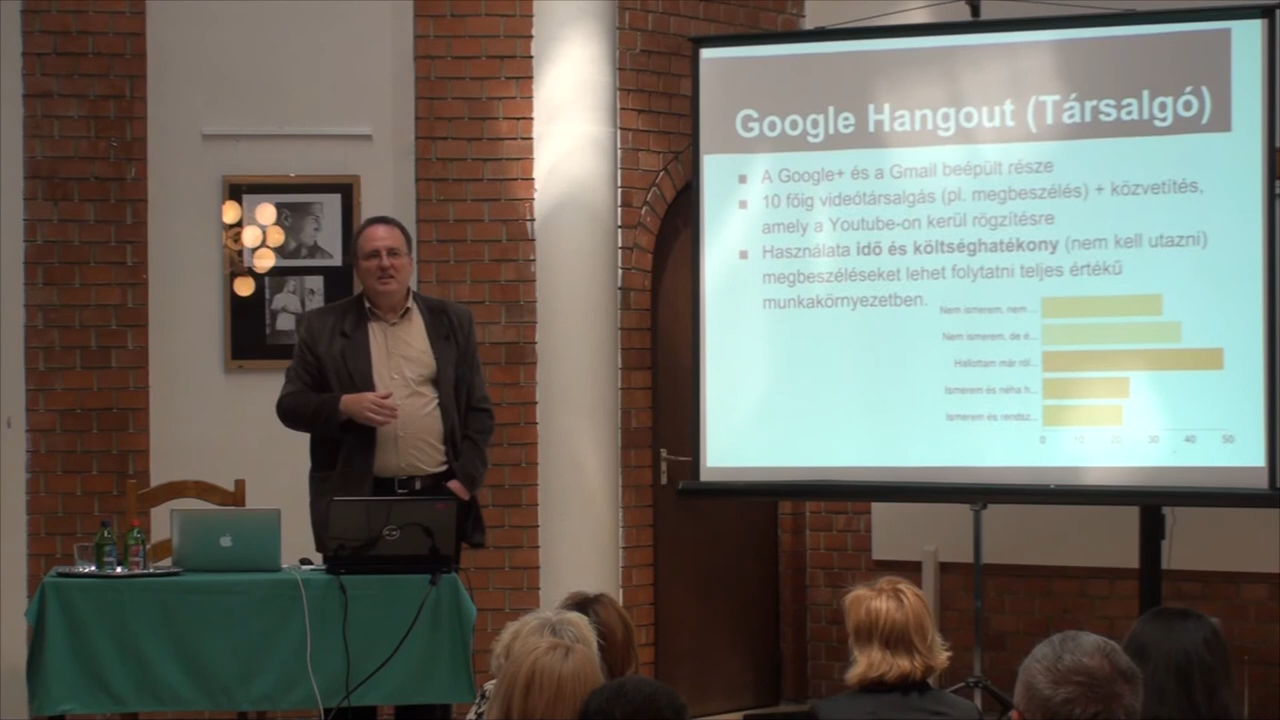 Google Hangout (Társalgó)
A Google+ és a Gmail beépült része
10 főig videótársalgás (pl. megbeszélés) + közvetítés,
amely a Youtube-on kerül rögzítésre
Használata idő és költséghatékony (nem kell utazni)
megbeszéléseket lehet folytatni teljes értékű
munkakörnyezetben.
Nem ismerem, nem ...
Nem ismerem, de é...
Hallottam már ról...
Ismerem és néha h...
Ismerem és rendsz...
0 10 20 30 40 50
DELL